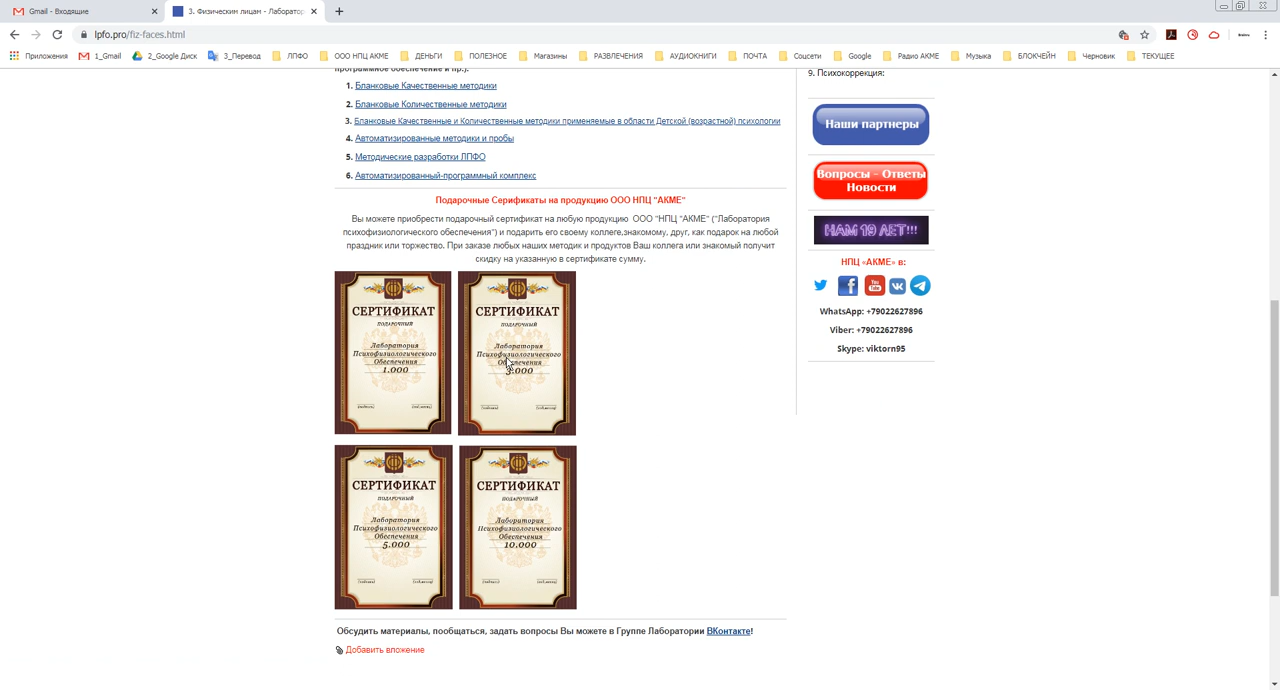 Gmail - Входящие
3. Физическим лицам - Лаборатор
lpfo.pro/fiz-faces.html
Приложения
1_Gmail
2_Google Диск
3_Перевод
ЛПФО
ООО НПЦ АКМЕ
ДЕНЬГИ
ПОЛЕЗНОЕ
Магазины
РАЗВЛЕЧЕНИЯ
АУДИОКНИГИ
ПОЧТА
Соцсети
Google
Радио АКМЕ
Музыка
БЛОКЧЕЙН
Черновик
ТЕКУЩЕЕ
программное обеспечение и пр.):
1. Бланковые Качественные методики
2. Бланковые Количественные методики
3. Бланковые Качественные и Количественные методики применяемые в области Детской (возрастной) психологии
4. Автоматизированные методики и пробы
5. Методические разработки ЛПФО
6. Автоматизированный-программный комплекс
Подарочные Серификаты на продукцию ООО НПЦ "АКМЕ"
Вы можете приобрести подарочный сертификат на любую продукцию ООО "НПЦ "АКМЕ" ("Лаборатория
психофизиологического обеспечения") и подарить его своему коллеге,знакомому, друг, как подарок на любой
праздник или торжество. При заказе любых наших методик и продуктов Ваш коллега или знакомый получит
скидку на указанную в сертификате сумму.
СЕРТИФИКАТ
подарочный
Лаборатория
Психофизиологического
Обеспечения
1.000
СЕРТИФИКАТ
подарочный
Лаборатория
Психофизиологического
Обеспечения
3.000
СЕРТИФИКАТ
подарочный
Лаборатория
Психофизиологического
Обеспечения
5.000
СЕРТИФИКАТ
подарочный
Лаборатория
Психофизиологического
Обеспечения
10.000
Обсудить материалы, пообщаться, задать вопросы Вы можете в Группе Лаборатории ВКонтакте!
Добавить вложение
9. Психокоррекция:
Наши партнеры
Вопросы - Ответы
Новости
НАМ 19 ЛЕТ!!!
НПЦ «АКМЕ» в:
You
Tube
WhatsApp: +79022627896
Viber: +79022627896
Skype: viktorn95